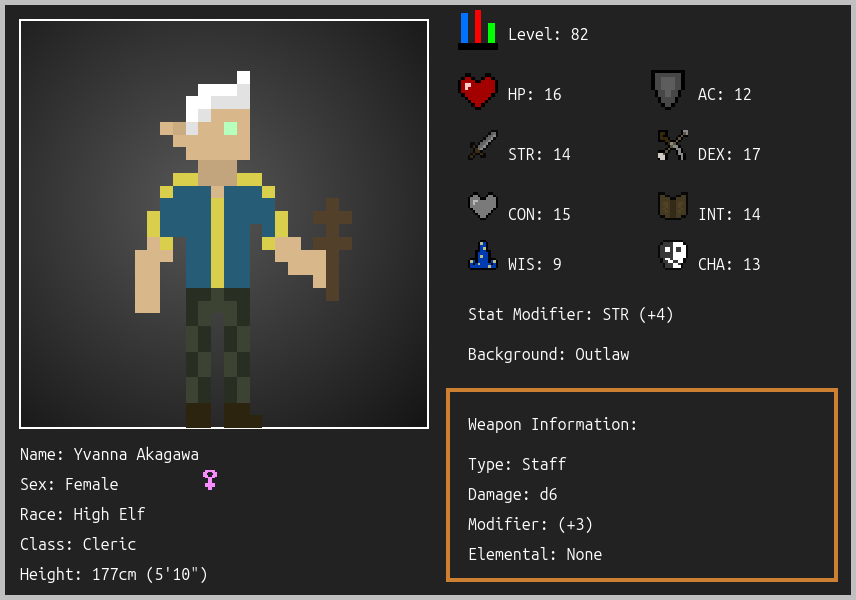 Level: 82
HP: 16
AC: 12
STR: 14
DEX: 17
CON: 15
INT: 14
WIS: 9
CHA: 13
Stat Modifier: STR (+4)
Background: Outlaw
Weapon Information:
Type: Staff
Damage: d6
Modifier: (+3)
Elemental: None
Name: Yvanna Akagawa
Sex: Female
Race: High Elf
Class: Cleric
Height: 177cm (5'10")